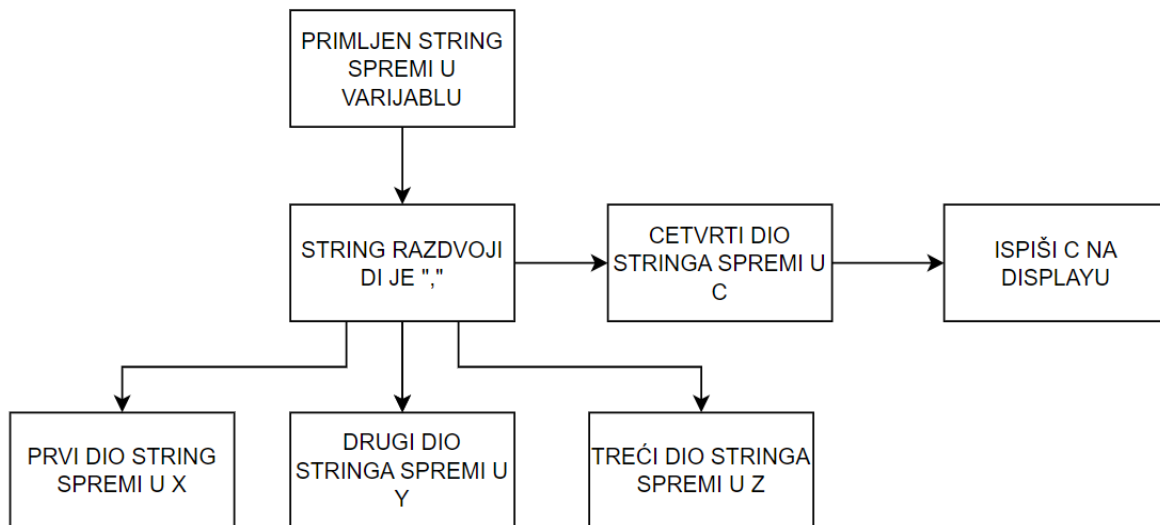 PRIMLJEN STRING
SPREMI U
VARIJABLU
STRING RAZDVOJI
DI JE ","
CETVRTI DIO
STRINGA SPREMI U
C
ISPIŠI C NA
DISPLAYU
PRVI DIO STRING
SPREMI U X
DRUGI DIO
STRINGA SPREMI U
Y
TREĆI DIO STRINGA
SPREMI U Z